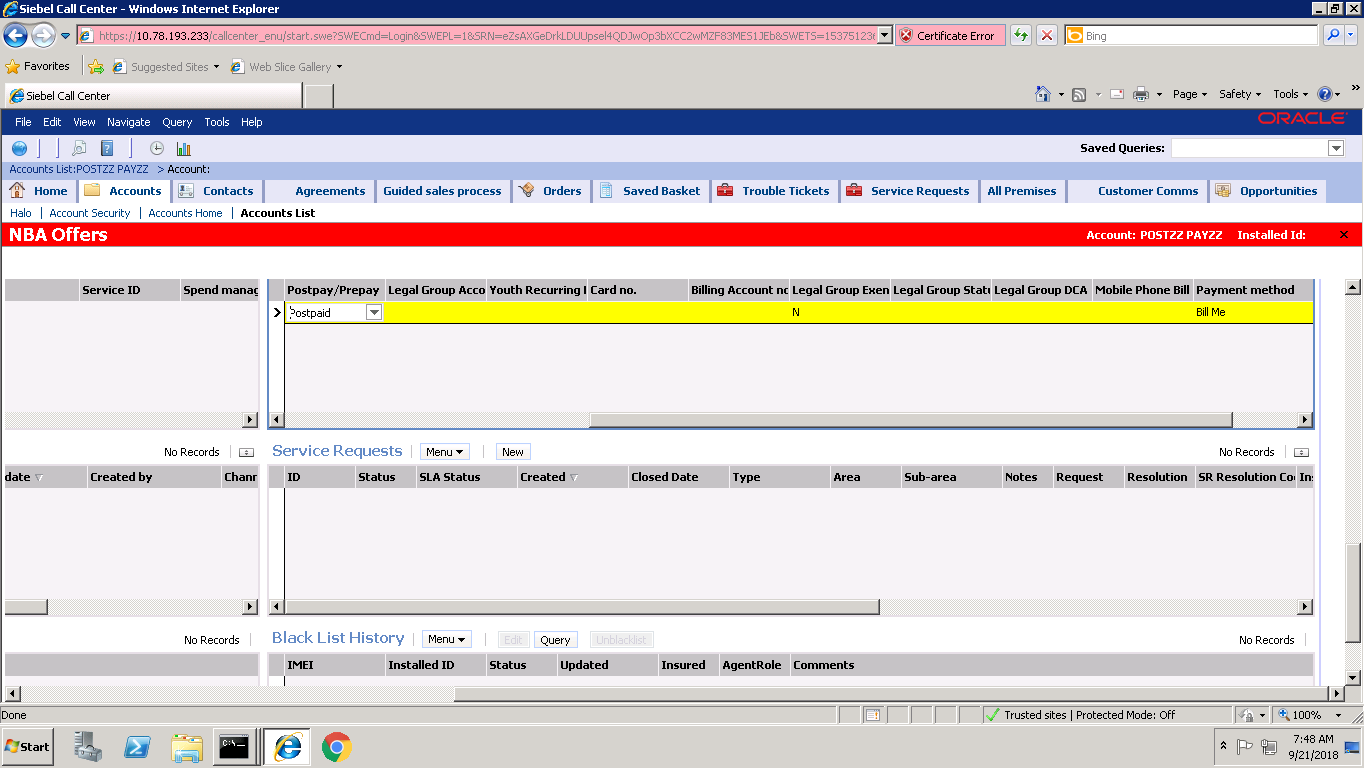 Siebel Call Center - Windows Internet Explorer
https://10.78.193.233/callcenter_enu/start.swe?SWECmd=Login&SWEPL=1&SRN=eZsAXGeDrkLDUUpsel4QDJwOp3bXCC2wMZF83MES1JEb&SWETS=1537512 Certificate Error Bing
Favorites Suggested Sites Web Slice Gallery
Siebel Call Center Page Safety Tools
File Edit View Navigate Query Tools Help ORACLE
Saved Queries:
Accounts List:POSTZZ PAYZZ > Account:
Home Accounts Contacts Agreements Guided sales process Orders Saved Basket Trouble Tickets Service Requests All Premises Customer Comms Opportunities
Halo Account Security Accounts Home Accounts List
NBA Offers Account: POSTZZ PAYZZ Installed Id:
Service ID Spend manag Postpay/Prepay Legal Group Acco Youth Recurring Card no. Billing Account no Legal Group Exen Legal Group Stat Legal Group DCA Mobile Phone Bill Payment method
Postpaid N Bill Me
No Records Service Requests Menu New No Records
date Created by Chann ID Status SLA Status Created Closed Date Type Area Sub-area Notes Request Resolution SR Resolution Co Ins
No Records Black List History Menu Edit Query Unblacklist No Records
IMEI Installed ID Status Updated Insured AgentRole Comments
Done Trusted sites | Protected Mode: Off 100%
Start 7:48 AM
9/21/2018